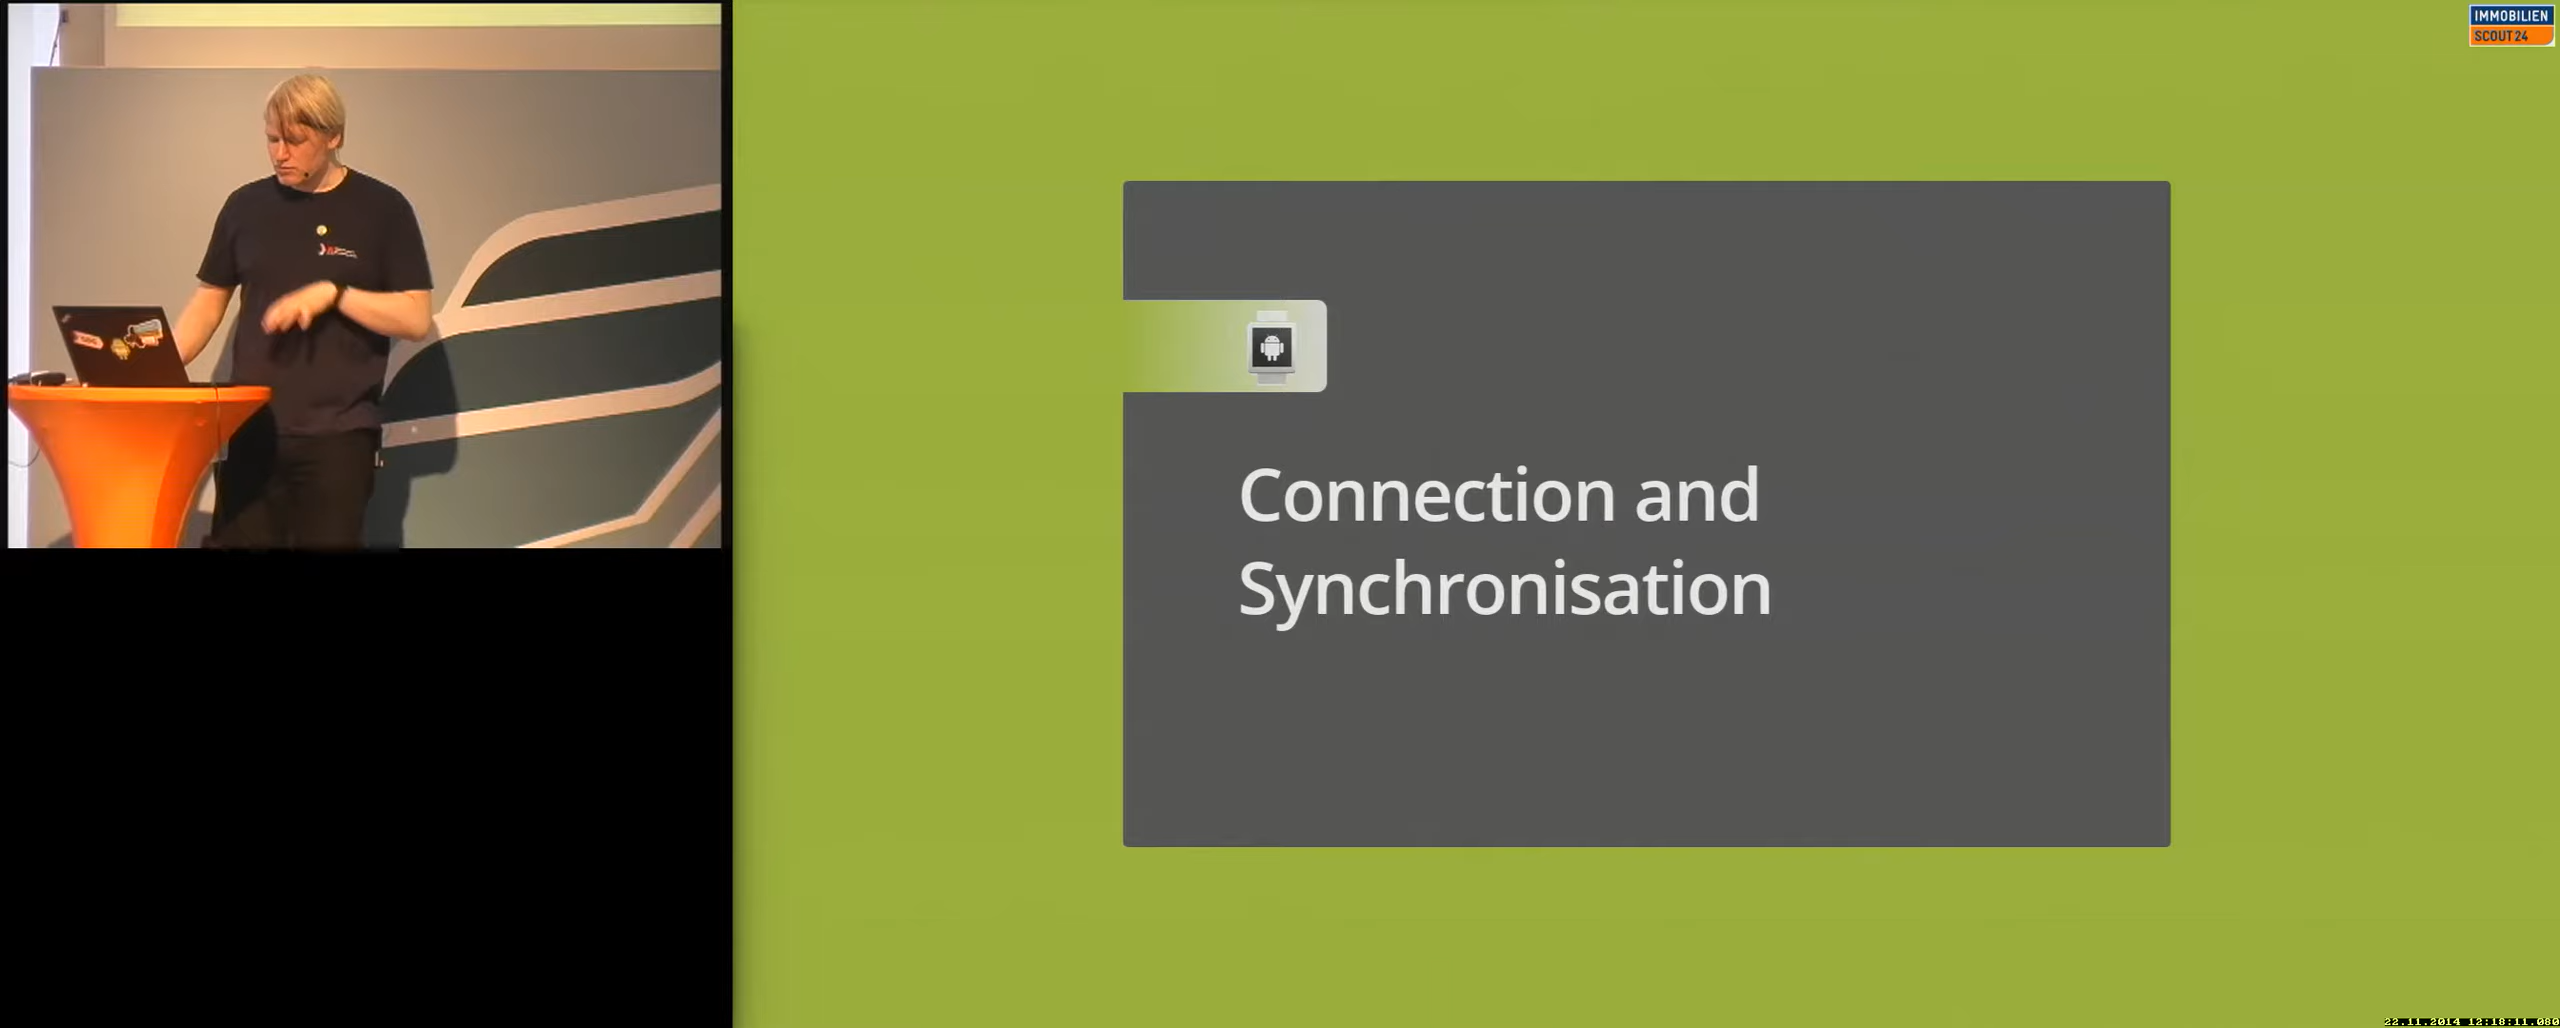 IMMOBILIEN
SCOUT24
Connection and
Synchronisation
22.11.2014 12:18:11.080